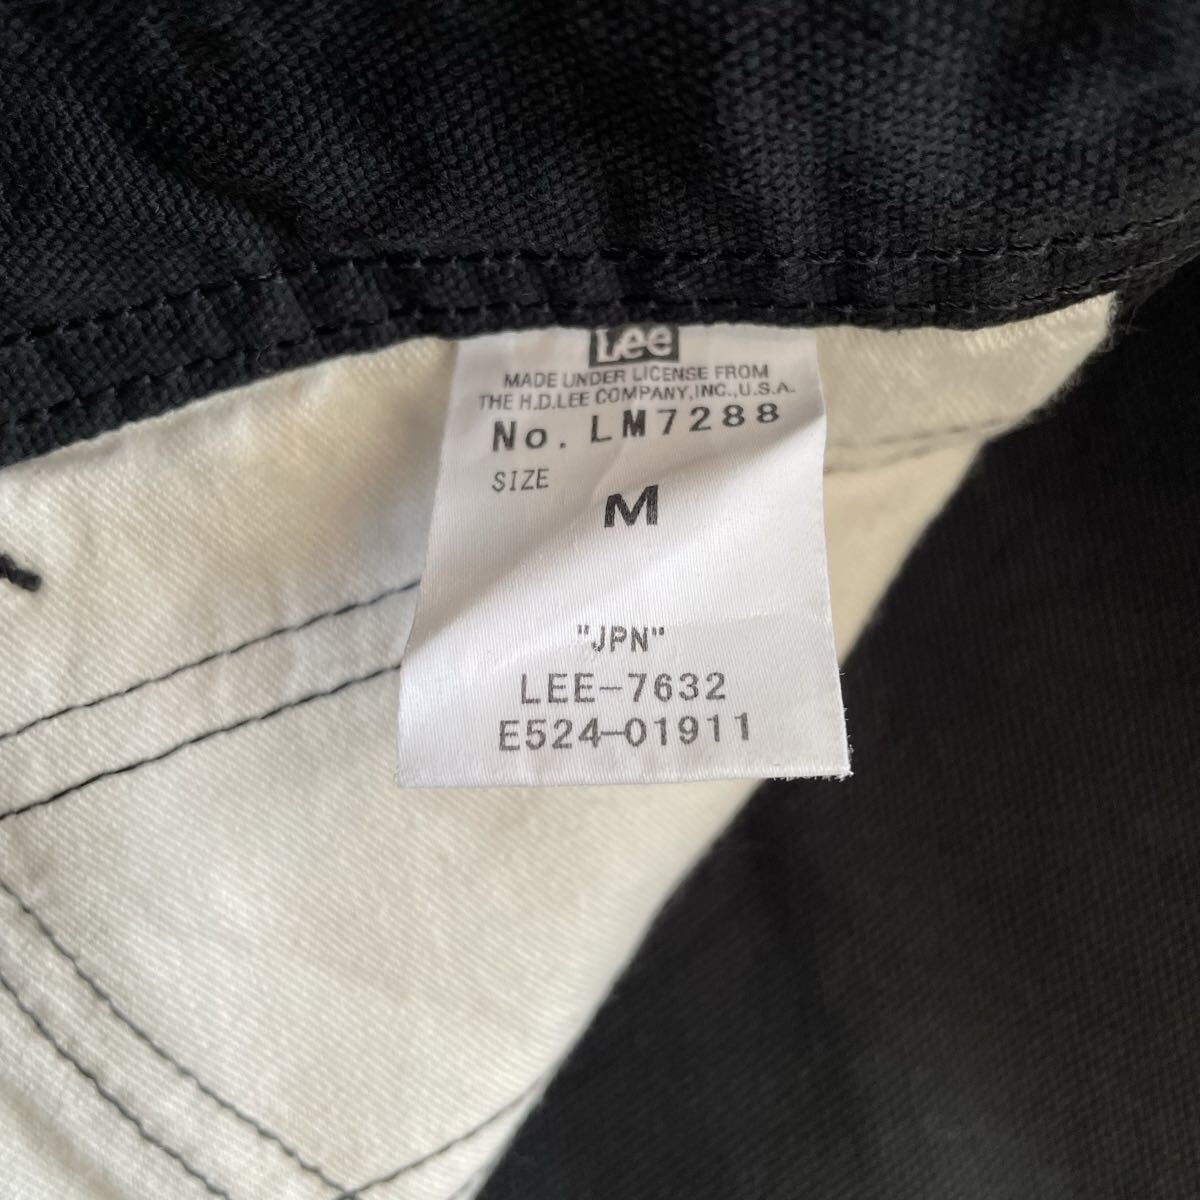 Lee
MADE UNDER LICENSE FROM
THE H.D.LEE COMPANY,INC.,U.S.A.
No. LM7288
SIZE
M
"JPN"
LEE-7632
E524-01911